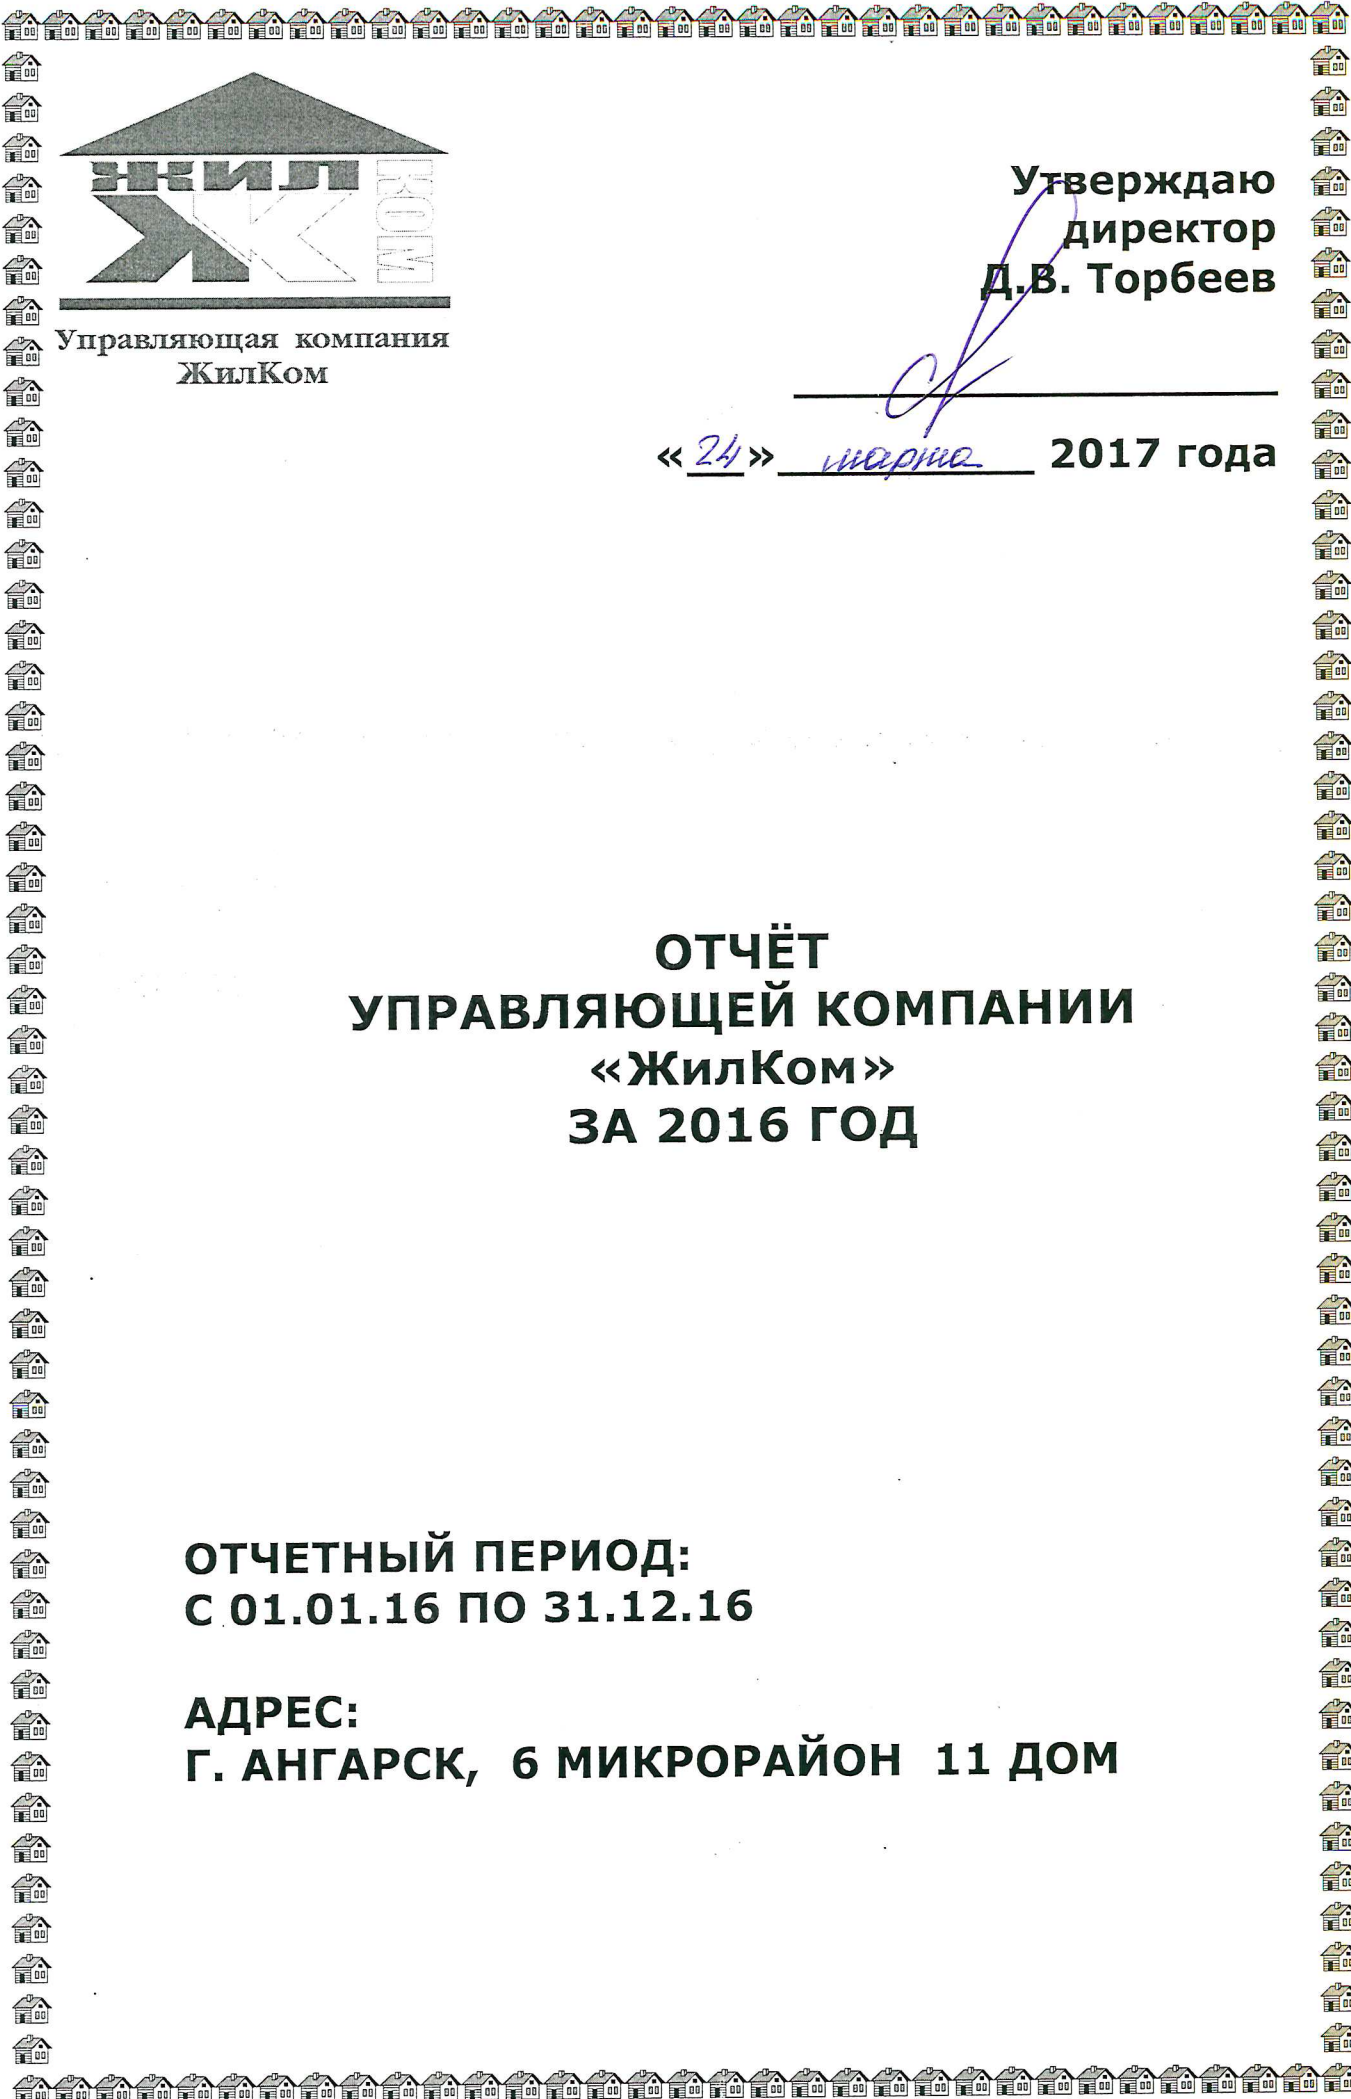 ЖИЛ
КОМ
Управляющая компания
ЖилКом
Утверждаю
директор
Д.В. Торбеев
«24» марта 2017 года
ОТЧЁТ
УПРАВЛЯЮЩЕЙ КОМПАНИИ
«ЖилКом»
ЗА 2016 ГОД
ОТЧЕТНЫЙ ПЕРИОД:
С 01.01.16 ПО 31.12.16
АДРЕС:
Г. АНГАРСК, 6 МИКРОРАЙОН 11 ДОМ